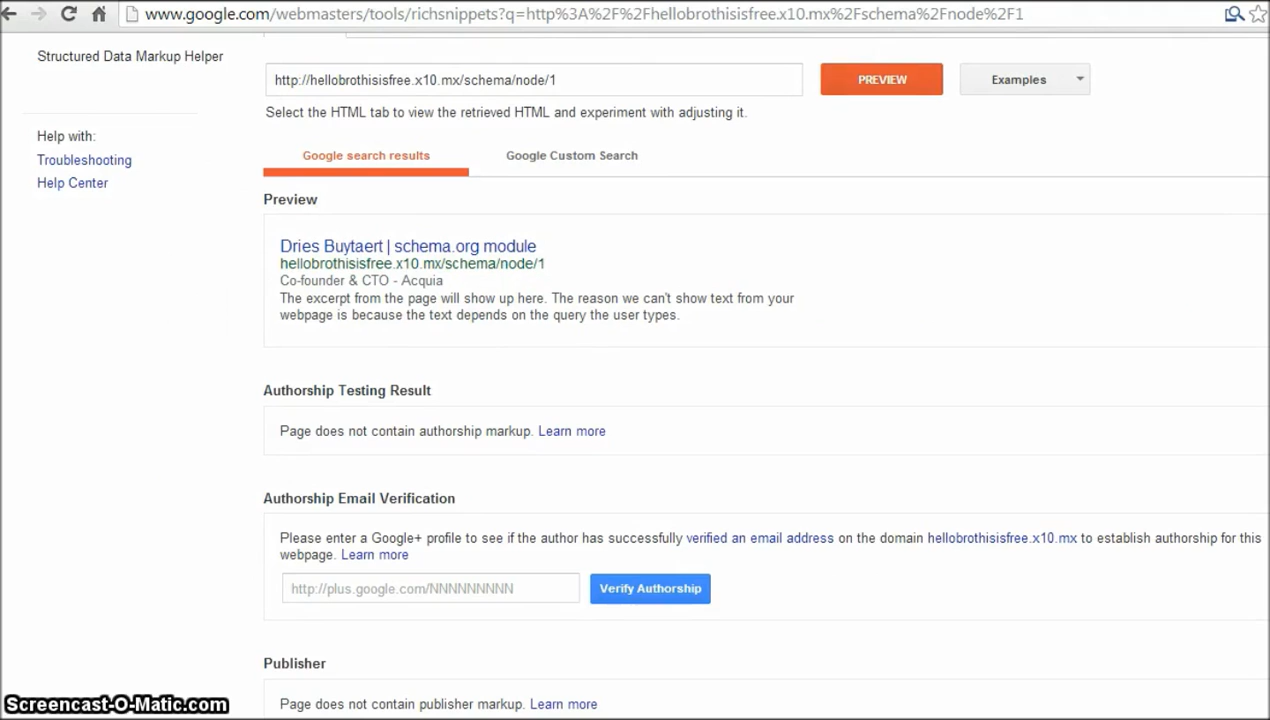 www.google.com/webmasters/tools/richsnippets?q=http%3A%2F%2Fhellobrothisisfree.x10.mx%2Fschema%2Fnode%2F1
Structured Data Markup Helper
http://hellobrothisisfree.x10.mx/schema/node/1
PREVIEW
Examples
Select the HTML tab to view the retrieved HTML and experiment with adjusting it.
Help with:
Troubleshooting
Help Center
Google search results
Google Custom Search
Preview
Dries Buytaert | schema.org module
hellobrothisisfree.x10.mx/schema/node/1
Co-founder & CTO - Acquia
The excerpt from the page will show up here. The reason we can't show text from your
webpage is because the text depends on the query the user types.
Authorship Testing Result
Page does not contain authorship markup. Learn more
Authorship Email Verification
Please enter a Google+ profile to see if the author has successfully verified an email address on the domain hellobrothisisfree.x10.mx to establish authorship for this
webpage. Learn more
http://plus.google.com/NNNNNNNNN
Verify Authorship
Publisher
Page does not contain publisher markup. Learn more
Screencast-O-Matic.com